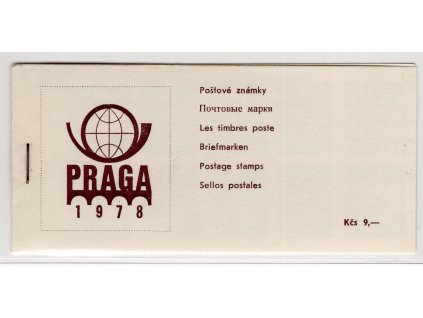 PRAGA
1978
Poštové známky
Почтовые марки
Les timbres poste
Briefmarken
Postage stamps
Sellos postales
Kčs 9,—